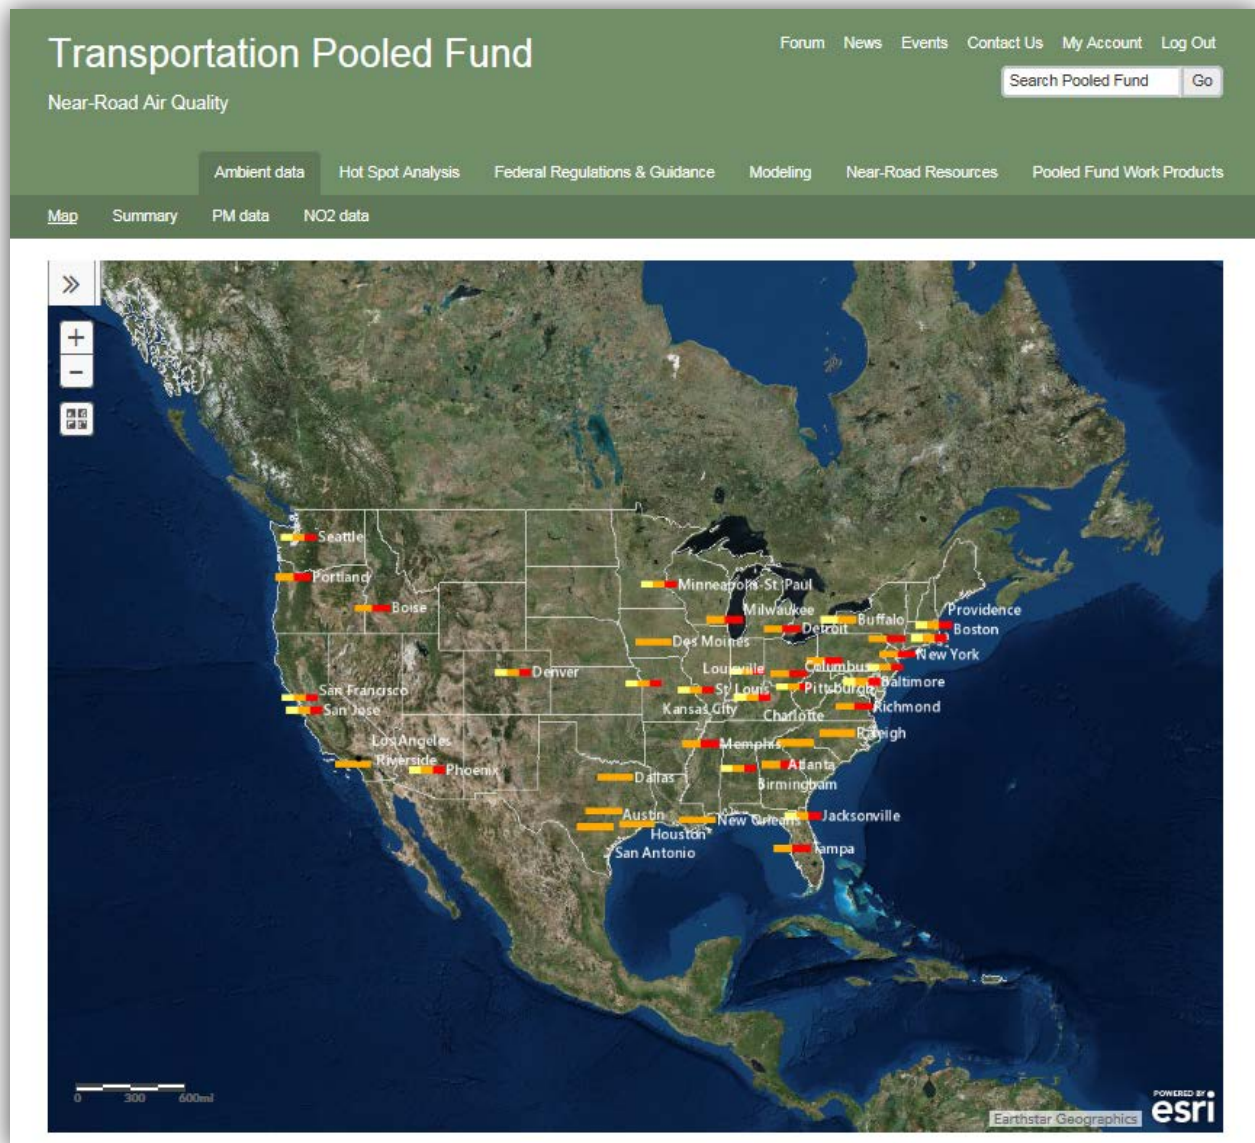 Transportation Pooled Fund
Forum News Events Contact Us My Account Log Out
Search Pooled Fund Go
Near-Road Air Quality
Ambient data Hot Spot Analysis Federal Regulations & Guidance Modeling Near-Road Resources Pooled Fund Work Products
Map Summary PM data NO2 data
Seattle
Portland
Boise
Minneapolis-St. Paul
Milwaukee
Providence
Buffalo
Boston
Detroit
Des Moines
New York
Denver
Louisville
Columbus
Baltimore
San Francisco
St. Louis
Pittsburgh
San Jose
Kansas City
Charlotte
Richmond
Raleigh
Los Angeles
Memphis
Riverside
Phoenix
Atlanta
Dallas
Birmingham
Austin
New Orleans
Jacksonville
Houston
San Antonio
Tampa
0 300 600mi
Earthstar Geographics
POWERED BY
esri